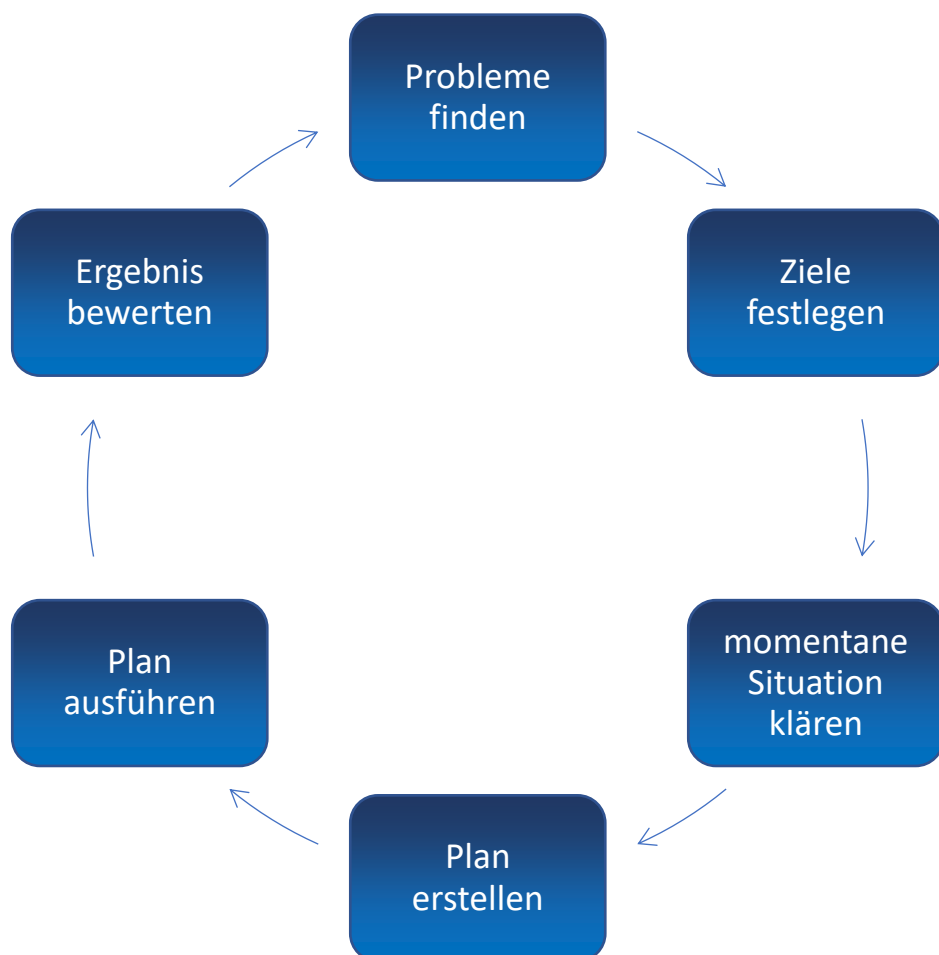 Probleme
finden
Ziele
festlegen
momentane
Situation
klären
Plan
erstellen
Plan
ausführen
Ergebnis
bewerten